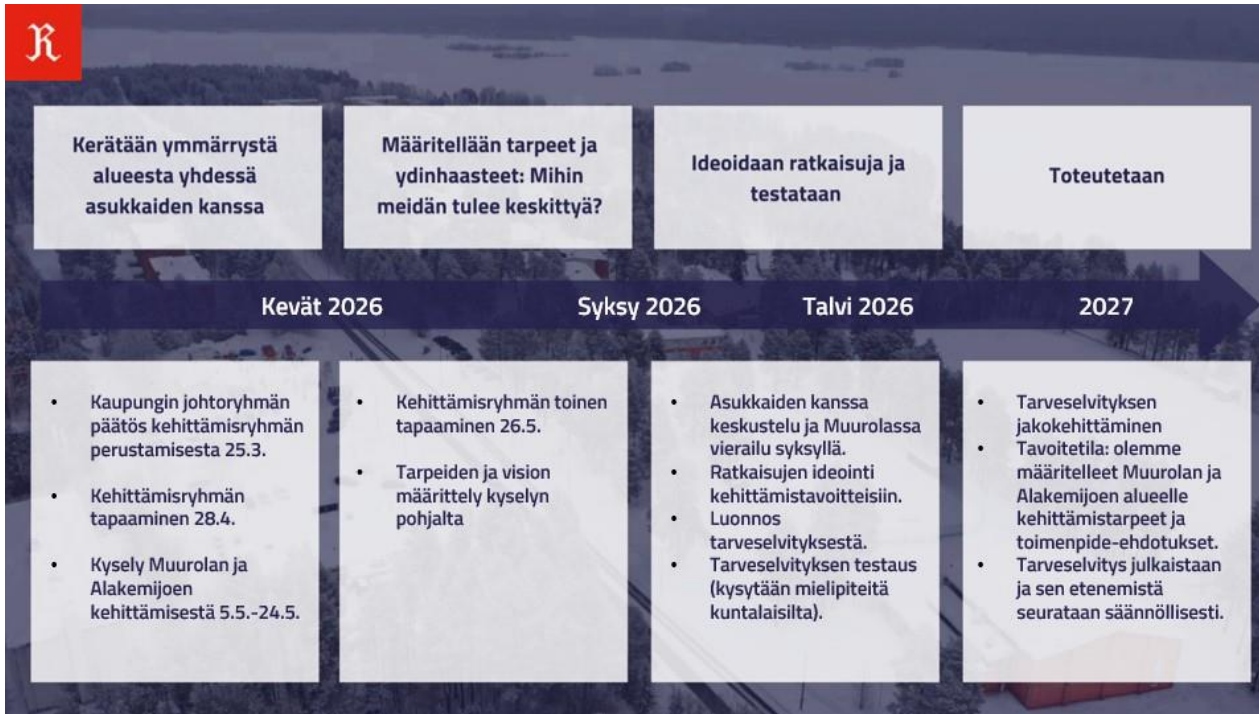 R
Kerätään ymmärrystä
alueesta yhdessä
asukkaiden kanssa
Määritellään tarpeet ja
ydinhaasteet: Mihin
meidän tulee keskittyä?
Ideoidaan ratkaisuja ja
testataan
Toteutetaan
Kevät 2026
Syksy 2026
Talvi 2026
2027
• Kaupungin johtoryhmän
päätös kehittämisryhmän
perustamisesta 25.3.
• Kehittämisryhmän
tapaaminen 28.4.
• Kysely Muurolan ja
Alakemijoen
kehittämisestä 5.5.-24.5.
• Kehittämisryhmän toinen
tapaaminen 26.5.
• Tarpeiden ja vision
määrittely kyselyn
pohjalta
• Asukkaiden kanssa
keskustelu ja Muurolassa
vierailu syksyllä.
• Ratkaisujen ideointi
kehittämistavoitteisiin.
• Luonnos
tarveselvityksestä.
• Tarveselvityksen testaus
(kysytään mielipiteitä
kuntalaisilta).
• Tarveselvityksen
jakokehittäminen
• Tavoitetila: olemme
määritelleet Muurolan ja
Alakemijoen alueelle
kehittämistarpeet ja
toimenpide-ehdotukset.
• Tarveselvitys julkaistaan
ja sen etenemistä
seurataan säännöllisesti.